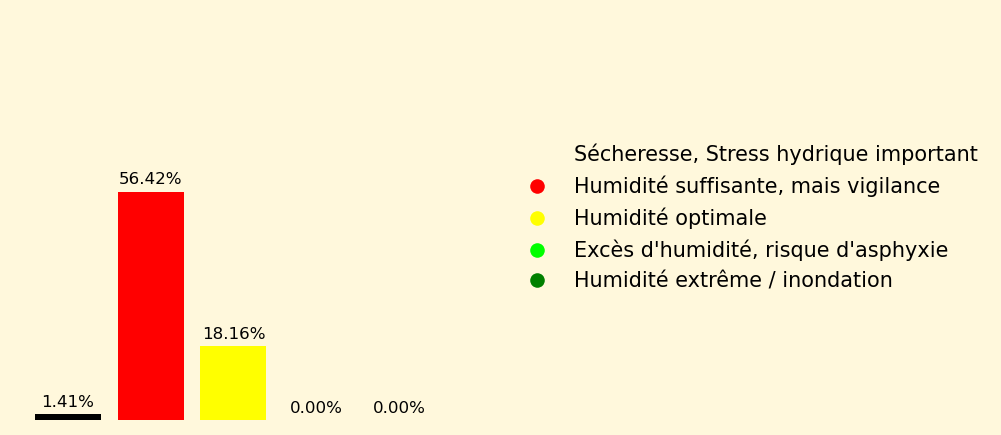 56.42%
18.16%
1.41%
0.00%
0.00%
Sécheresse, Stress hydrique important
Humidité suffisante, mais vigilance
Humidité optimale
Excès d'humidité, risque d'asphyxie
Humidité extrême / inondation